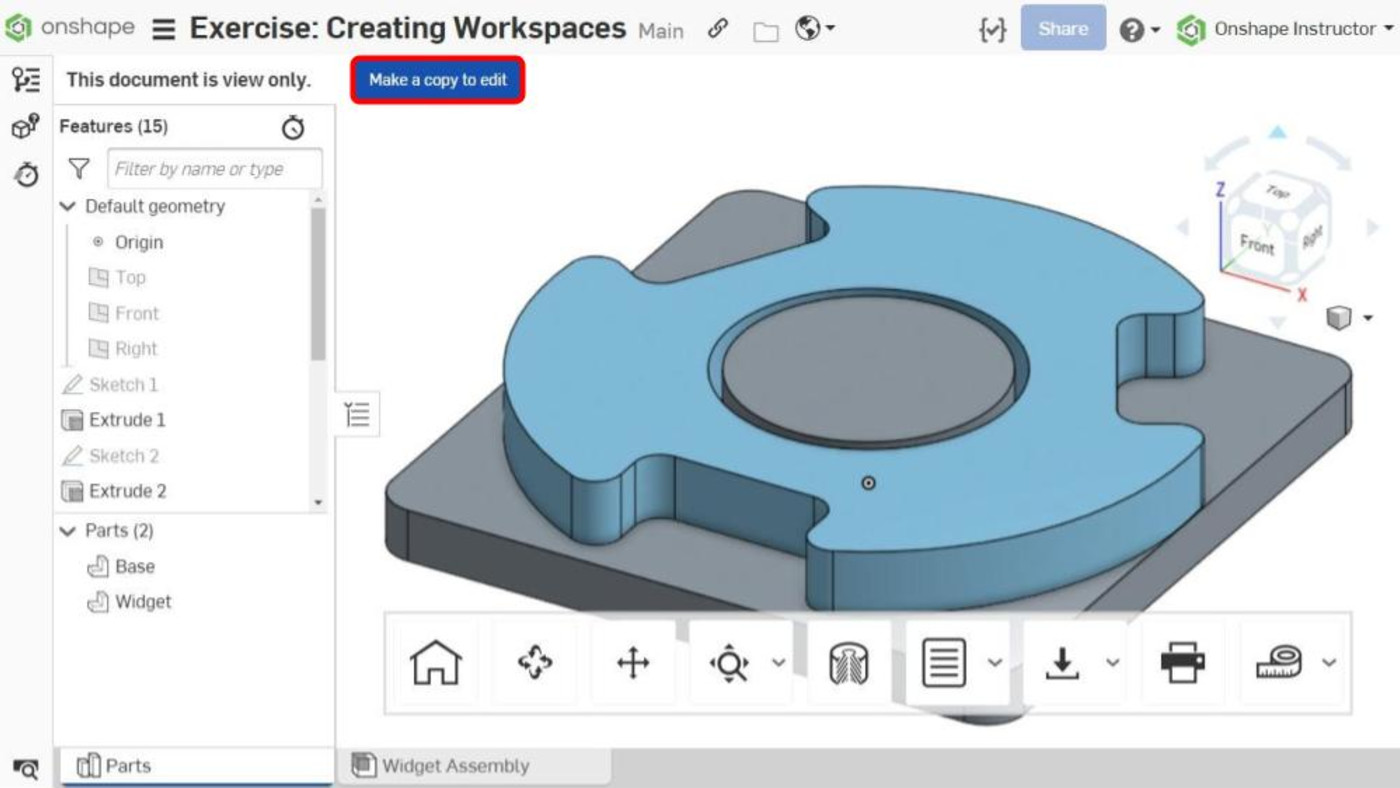 onshape Exercise: Creating Workspaces Main Share Onshape Instructor
This document is view only. Make a copy to edit
Features (15)
Filter by name or type
Default geometry
Origin
Top
Front
Right
Sketch 1
Extrude 1
Sketch 2
Extrude 2
Parts (2)
Base
Widget
Z
Top
Y
Front
Right
X
Parts
Widget Assembly